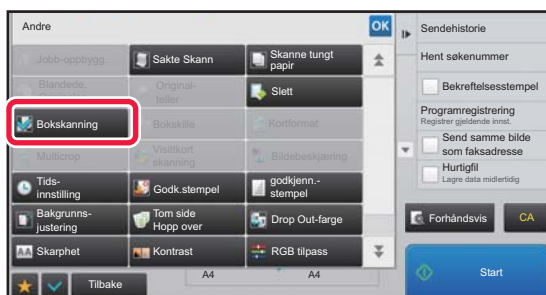 Andre
OK
Jobb-oppbygg.
Sakte Skann
Skanne tungt
papir
Blandede.
Original-
teller
Slett
Bokskanning
Bokskille
Kortformat
Multicrop
Visittkort
skanning
Bildebeskjæring
Tids-
innstilling
Godk.stempel
godkjenn.-
stempel
Bakgrunns-
justering
Tom side
Hopp over
Drop Out-farge
AA Skarphet
Kontrast
RGB tilpass
Tilbake
A4
A4
Sendehistorie
Hent søkenummer
Bekreftelsesstempel
Programregistrering
Registrer gjeldende innst.
Send samme bilde
som faksadresse
Hurtigfil
Lagre data midlertidig
Forhåndsvis
CA
Start